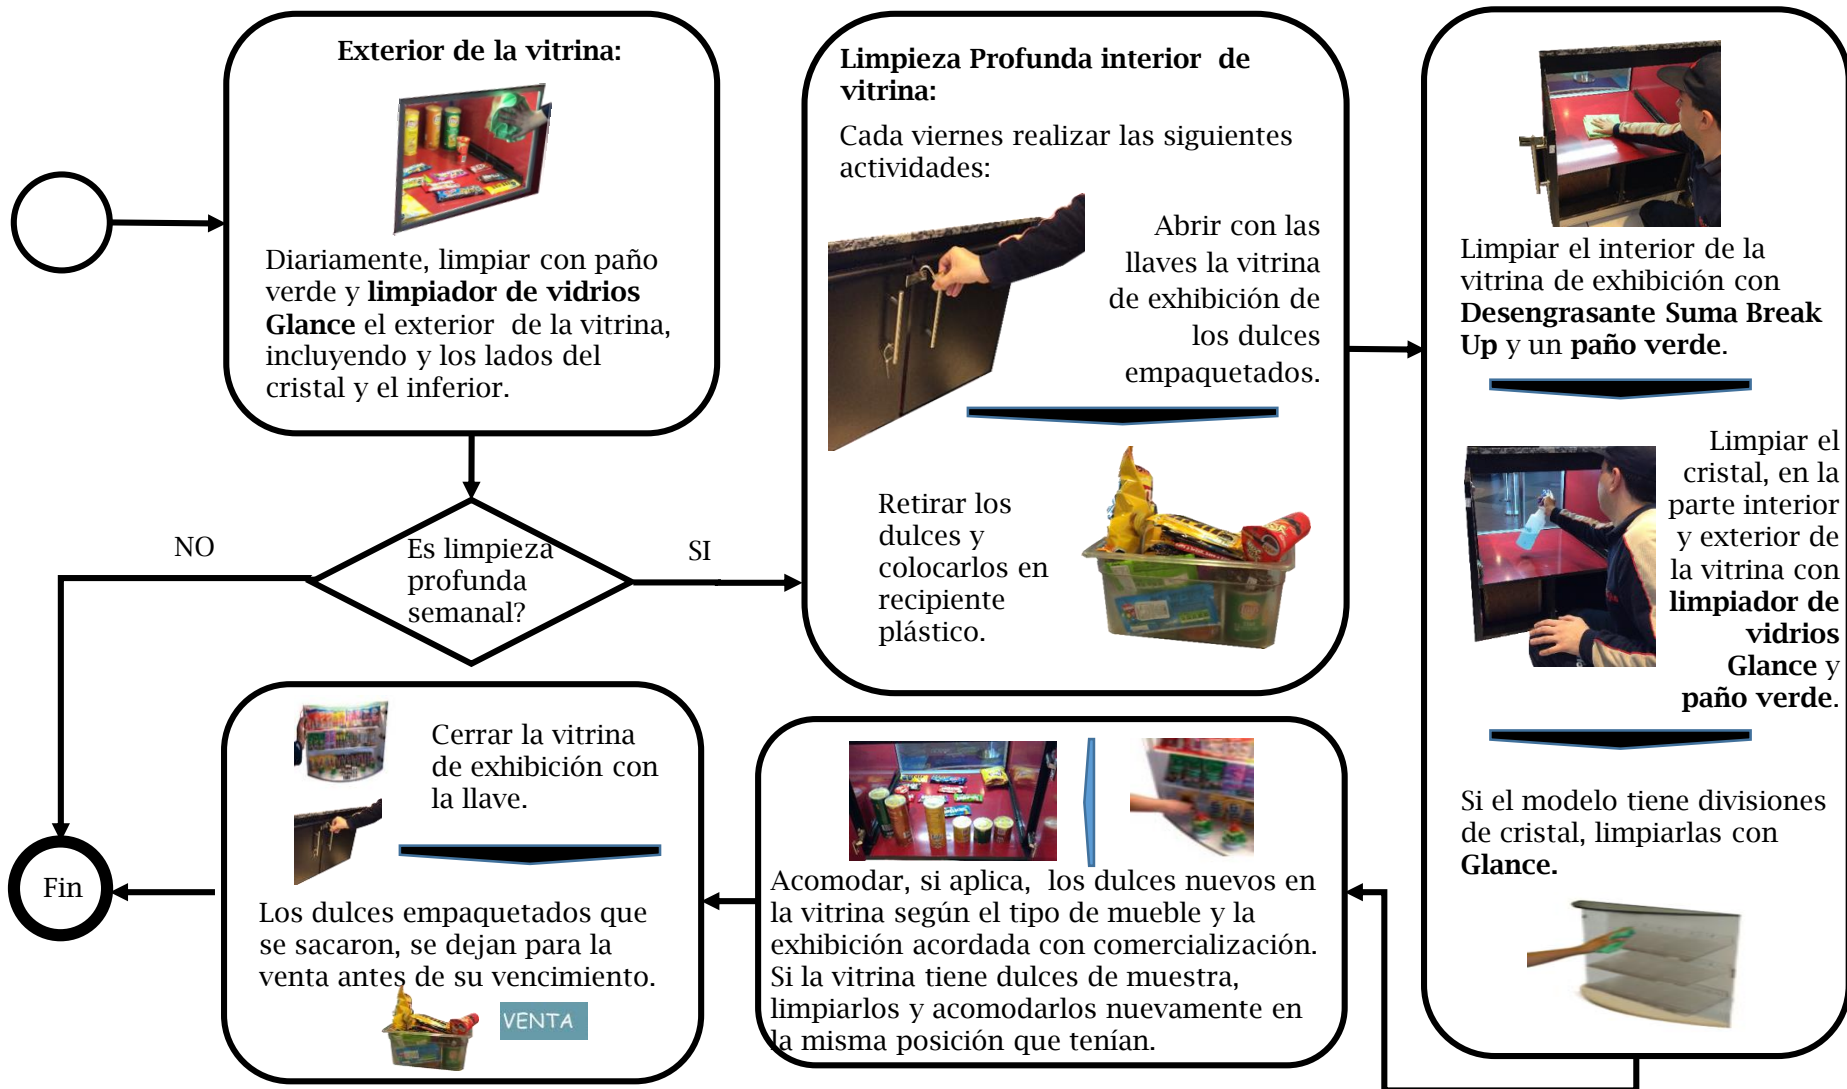 Exterior de la vitrina:
Diariamente, limpiar con paño
verde y limpiador de vidrios
Glance el exterior de la vitrina,
incluyendo y los lados del
cristal y el inferior.
Es limpieza
profunda
semanal?
NO
SI
Limpieza Profunda interior de
vitrina:
Cada viernes realizar las siguientes
actividades:
Abrir con las
llaves la vitrina
de exhibición de
los dulces
empaquetados.
Retirar los
dulces y
colocarlos en
recipiente
plástico.
Limpiar el interior de la
vitrina de exhibición con
Desengrasante Suma Break
Up y un paño verde.
Limpiar el
cristal, en la
parte interior
y exterior de
la vitrina con
limpiador de
vidrios
Glance y
paño verde.
Si el modelo tiene divisiones
de cristal, limpiarlas con
Glance.
Acomodar, si aplica, los dulces nuevos en
la vitrina según el tipo de mueble y la
exhibición acordada con comercialización.
Si la vitrina tiene dulces de muestra,
limpiarlos y acomodarlos nuevamente en
la misma posición que tenían.
Cerrar la vitrina
de exhibición con
la llave.
Los dulces empaquetados que
se sacaron, se dejan para la
venta antes de su vencimiento.
VENTA
Fin